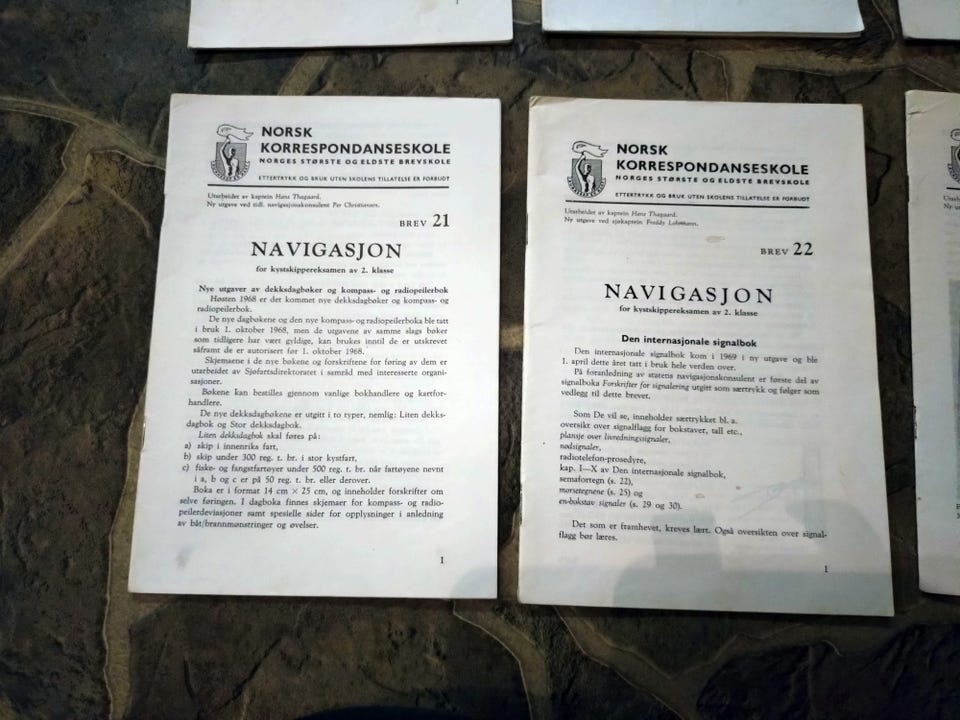 NORSK
KORRESPONDANSESKOLE
NORGES STØRSTE OG ELDSTE BREVSKOLE
ETTERTRYKK OG BRUK UTEN SKOLENS TILLATELSE ER FORBUDT
Utarbeidet av kaptein Hans Thagaard.
Ny utgave ved tidl. navigasjonskonsulent Per Christiansen.
BREV 21
NAVIGASJON
for kystskippereksamen av 2. klasse
Nye utgaver av dekksdagbøker og kompass- og radiopeilerbok
Høsten 1968 er det kommet nye dekksdagbøker og kompass- og
radiopeilerbok.
De nye dagbøkene og den nye kompass- og radiopeilerboka ble tatt
i bruk 1. oktober 1968, men de utgavene av samme slags bøker
som tidligere har vært gyldige, kan brukes inntil de er utskrevet
såframt de er autorisert før 1. oktober 1968.
Skjemaene i de nye bøkene og forskriftene for føring av dem er
utarbeidet av Sjøfartsdirektoratet i samråd med interesserte organi-
sasjoner.
Bøkene kan bestilles gjennom vanlige bokhandlere og kartfor-
handlere.
De nye dekksdagbøkene er utgitt i to typer, nemlig: Liten dekks-
dagbok og Stor dekksdagbok.
Liten dekksdagbok skal føres på:
a) skip i innenriks fart,
b) skip under 300 reg. t. br. i stor kystfart,
c) fiske- og fangstfartøyer under 500 reg. t. br. når fartøyene nevnt
i a, b og c er på 50 reg. t. br. eller derover.
Boka er i format 14 cm × 25 cm, og inneholder forskrifter om
selve føringen. I dagboka finnes skjemaer for kompass- og radio-
peilerdeviasjoner samt spesielle sider for opplysninger i anledning
av båt/brannmønstringer og øvelser.
1
NORSK
KORRESPONDANSESKOLE
NORGES STØRSTE OG ELDSTE BREVSKOLE
ETTERTRYKK OG BRUK UTEN SKOLENS TILLATELSE ER FORBUDT
Utarbeidet av kaptein Hans Thagaard.
Ny utgave ved sjøkaptein Freddy Lohmann.
BREV 22
NAVIGASJON
for kystskippereksamen av 2. klasse
Den internasjonale signalbok
Den internasjonale signalbok kom i 1969 i ny utgave og ble
1. april dette året tatt i bruk hele verden over.
På foranledning av statens navigasjonskonsulent er første del av
signalboka Forskrifter for signalering utgitt som særtrykk og følger som
vedlegg til dette brevet.
Som De vil se, inneholder særtrykket bl. a.
oversikt over signalflagg for bokstaver, tall etc.,
plansje over livredningssignaler,
nødsignaler,
radiotelefon-prosedyre,
kap. I—X av Den internasjonale signalbok,
semafortegn (s. 22),
morsetegnene (s. 25) og
en-bokstav signaler (s. 29 og 30).
Det som er framhevet, kreves lært. Også oversikten over signal-
flagg bør læres.
1